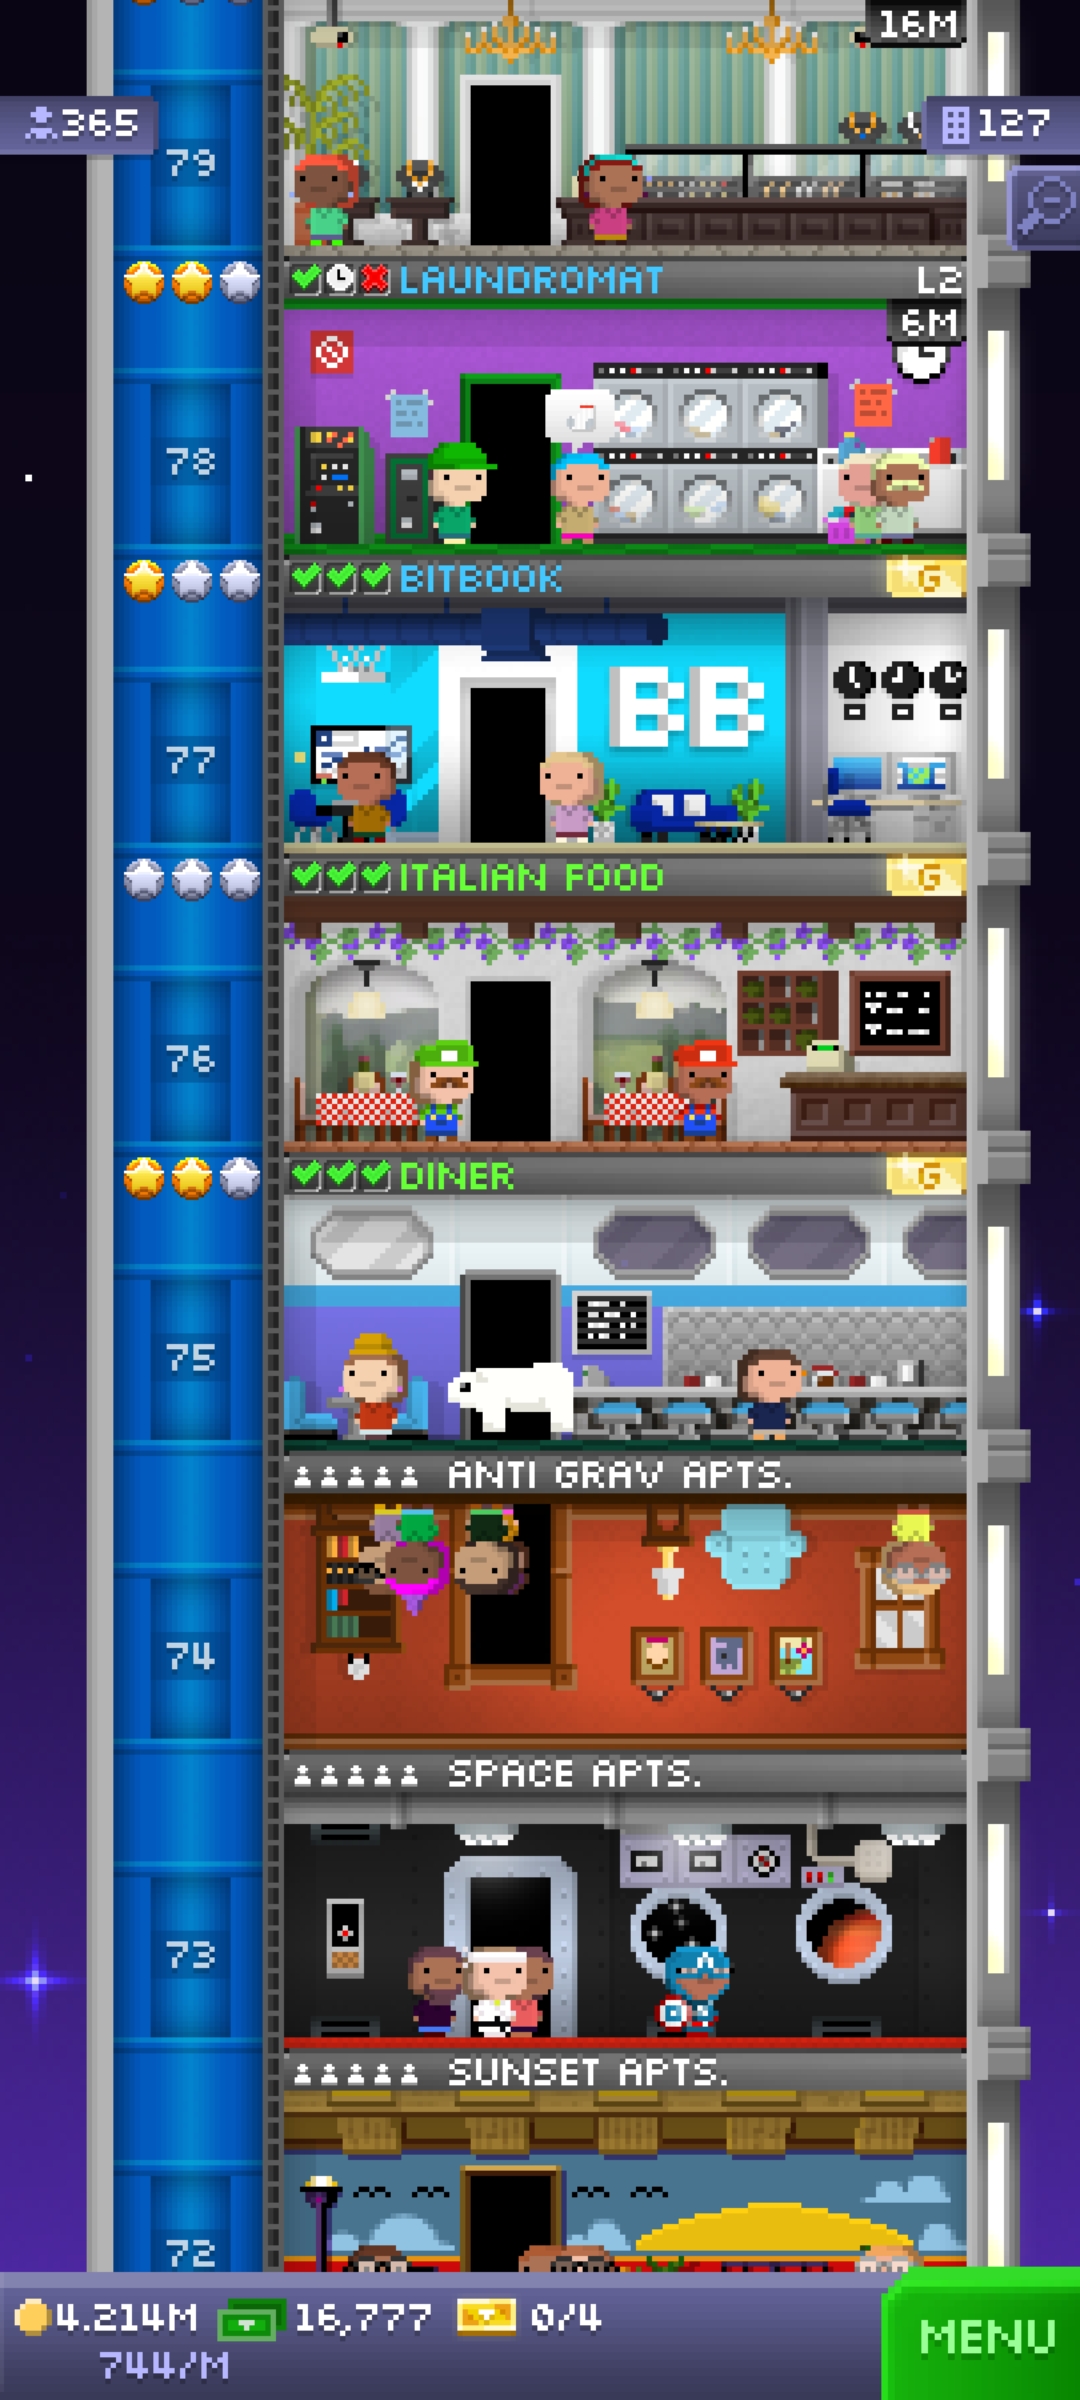 16M
365
127
79
LAUNDROMAT L2
6M
78
BITBOOK G
BB
77
ITALIAN FOOD G
76
DINER G
75
ANTI GRAV APTS.
74
SPACE APTS.
73
SUNSET APTS.
72
4.214M 16,777 0/4
MENU
744/M